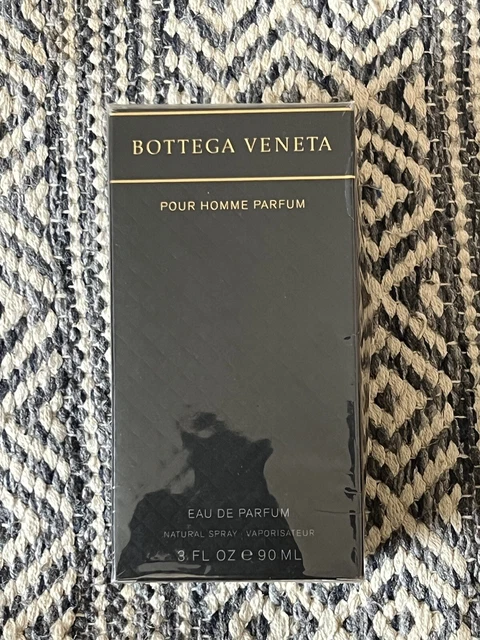 BOTTEGA VENETA
POUR HOMME PARFUM
EAU DE PARFUM
NATURAL SPRAY · VAPORISATEUR
3 FL OZ ℮ 90 ML